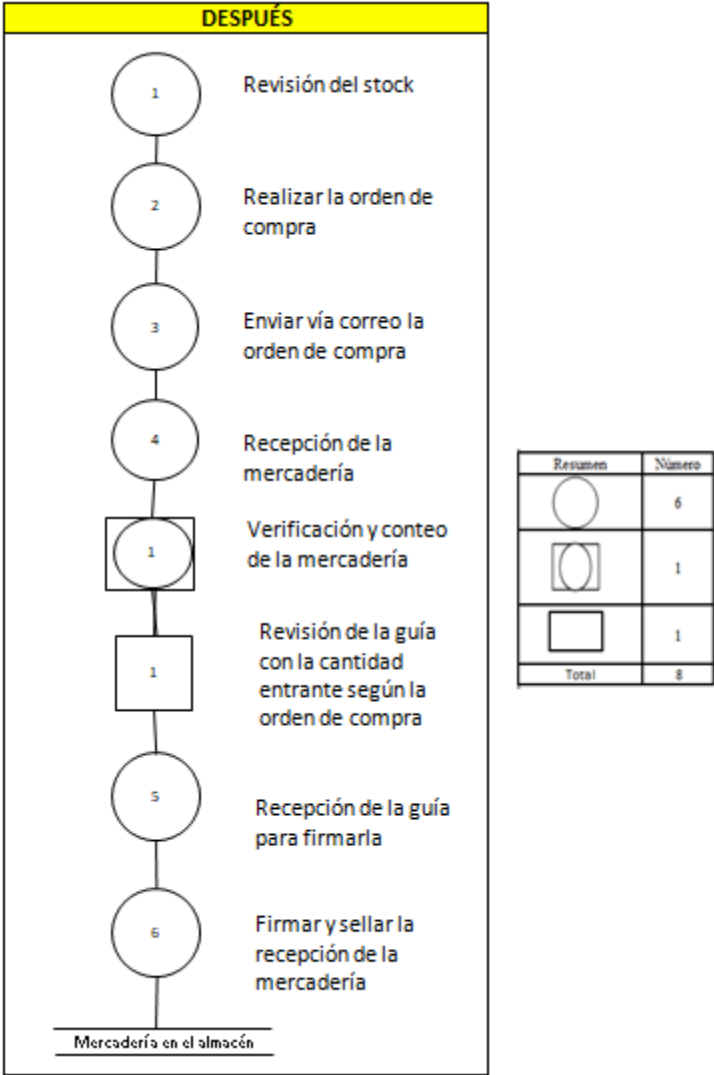 DESPUÉS
1
Revisión del stock
2
Realizar la orden de
compra
3
Enviar vía correo la
orden de compra
4
Recepción de la
mercadería
1
Verificación y conteo
de la mercadería
1
Revisión de la guía
con la cantidad
entrante según la
orden de compra
5
Recepción de la guía
para firmarla
6
Firmar y sellar la
recepción de la
mercadería
Mercadería en el almacén
Resumen Número
6
1
1
Total 8